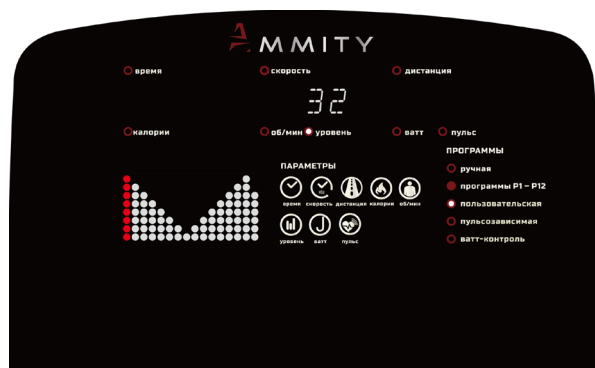 AMMITY
время скорость дистанция
32
калории об/мин уровень ватт пульс
ПРОГРАММЫ
ручная
программы P1 – P12
пользовательская
пульсозависимая
ватт-контроль
ПАРАМЕТРЫ
время скорость дистанция калории об/мин
уровень ватт пульс